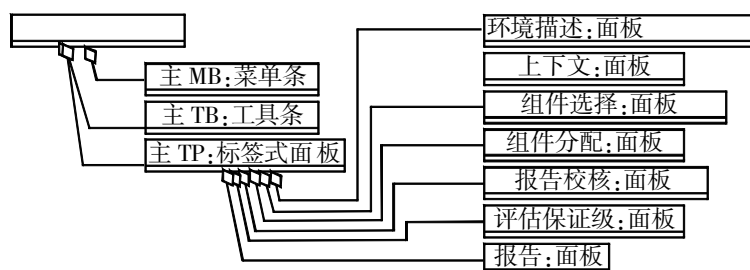 环境描述:面板
主 MB:菜单条
上下文:面板
主 TB:工具条
组件选择:面板
主 TP:标签式面板
组件分配:面板
报告校核:面板
评估保证级:面板
报告:面板